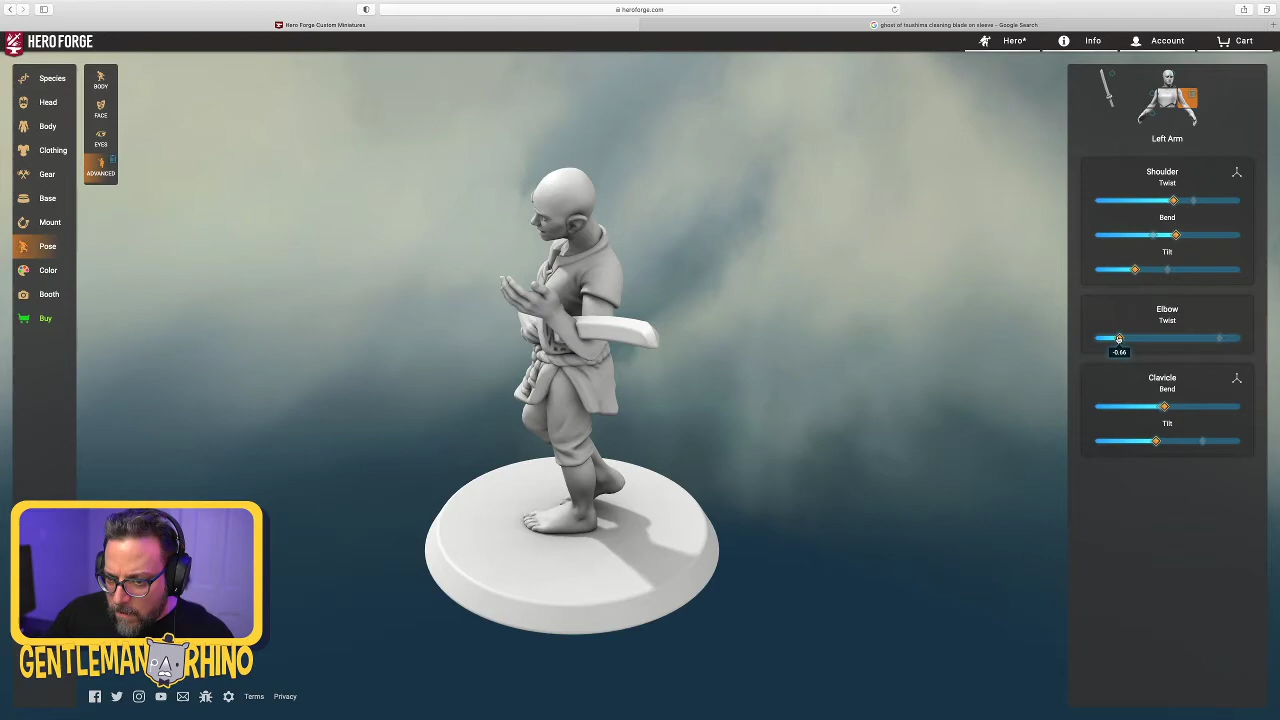 heroforge.com
Hero Forge Custom Miniatures
ghost of tsushima cleaning blade on sleeve - Google Search
HERO FORGE
Hero*
Info
Account
Cart
Species
Head
Body
Clothing
Gear
Base
Mount
Pose
Color
Booth
Buy
BODY
FACE
EYES
ADVANCED
Left Arm
Shoulder
Twist
Bend
Tilt
Elbow
Twist
-0.66
Clavicle
Bend
Tilt
GENTLEMAN RHINO
Terms
Privacy